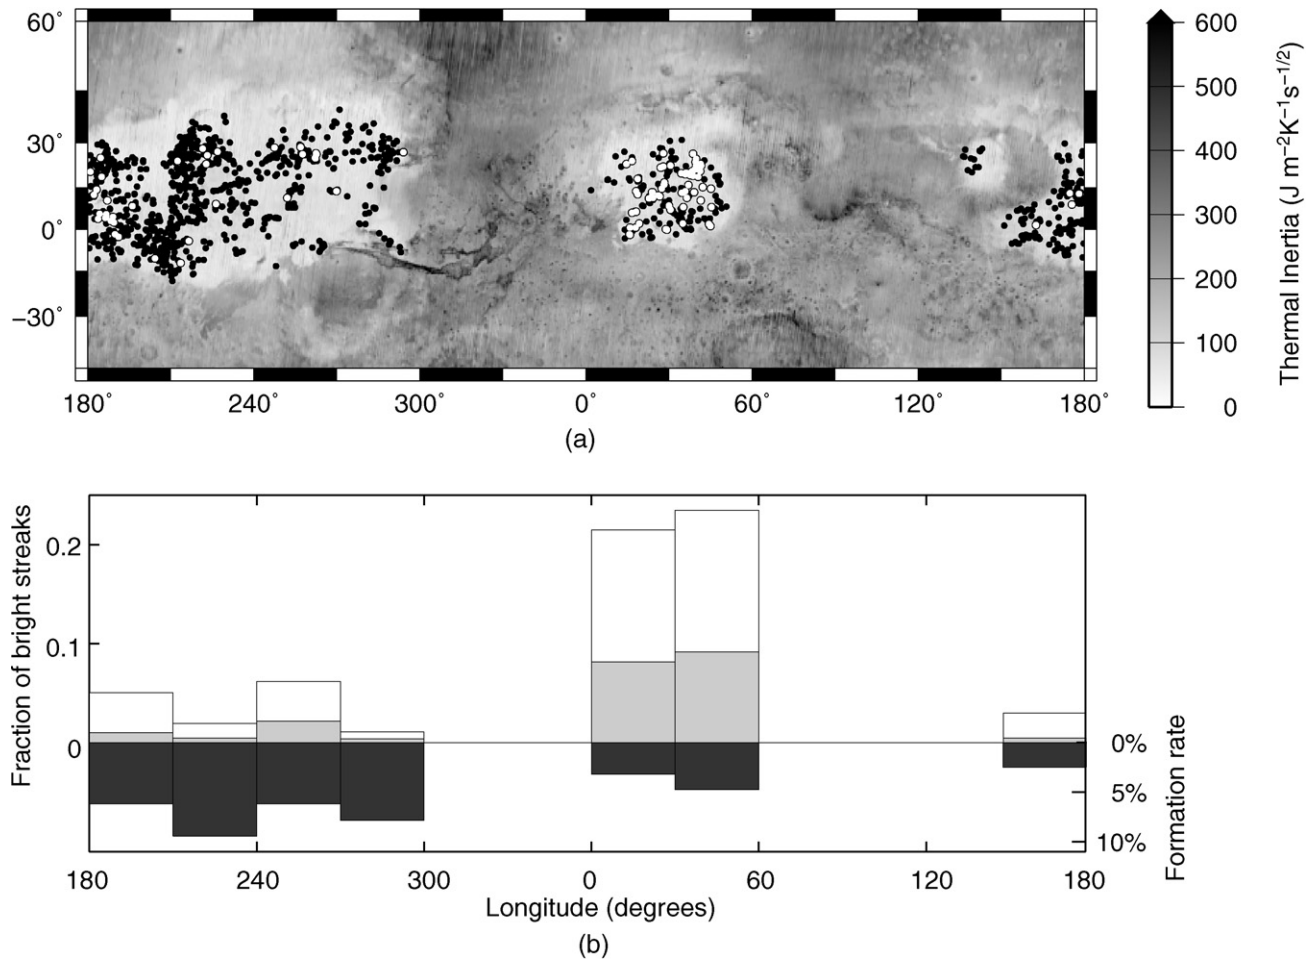 60°
30°
0°
−30°
180° 240° 300° 0° 60° 120° 180°
(a)
600
500
400
300
200
100
0
Thermal Inertia (J m−2K−1s−1/2)
Fraction of bright streaks
0.2
0.1
0
0%
5%
10%
Formation rate
180 240 300 0 60 120 180
Longitude (degrees)
(b)